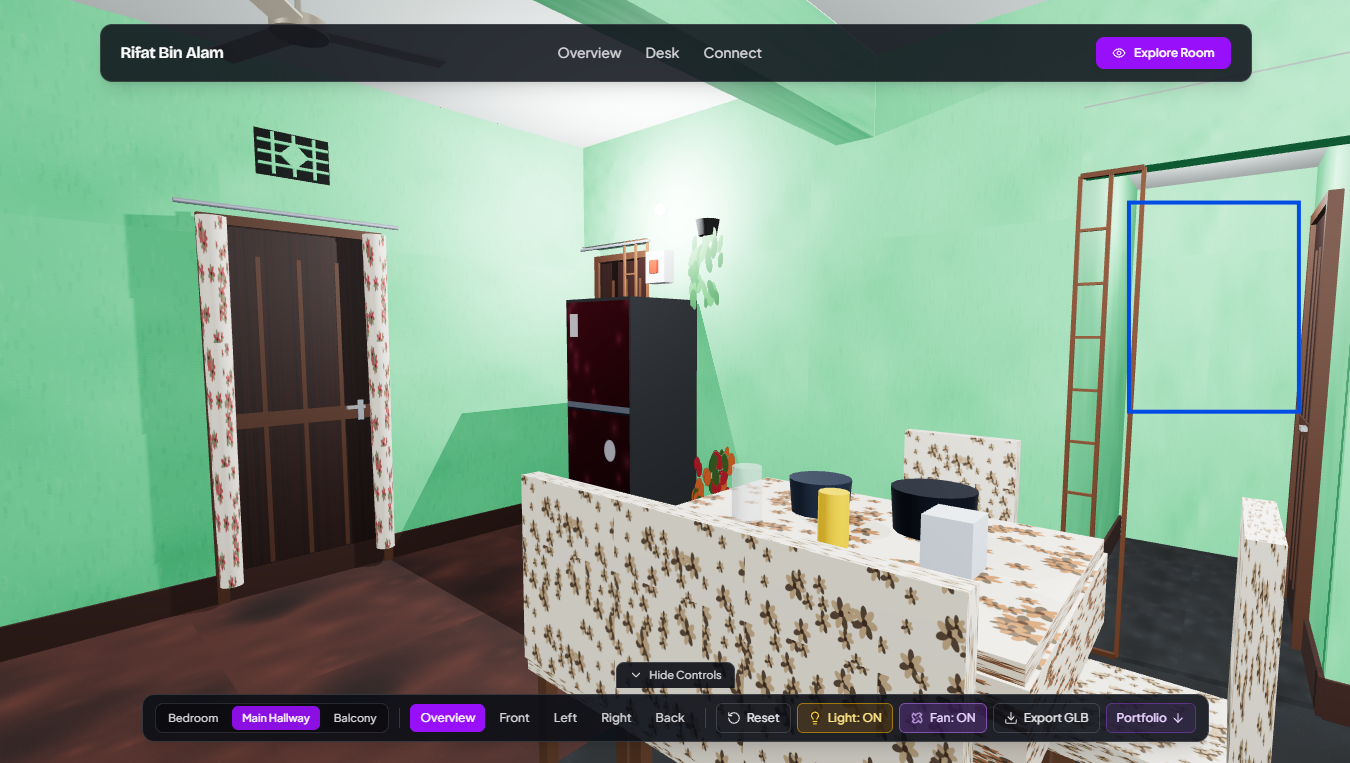 Rifat Bin Alam
Overview Desk Connect
Explore Room
Hide Controls
Bedroom Main Hallway Balcony Overview Front Left Right Back Reset Light: ON Fan: ON Export GLB Portfolio ↓